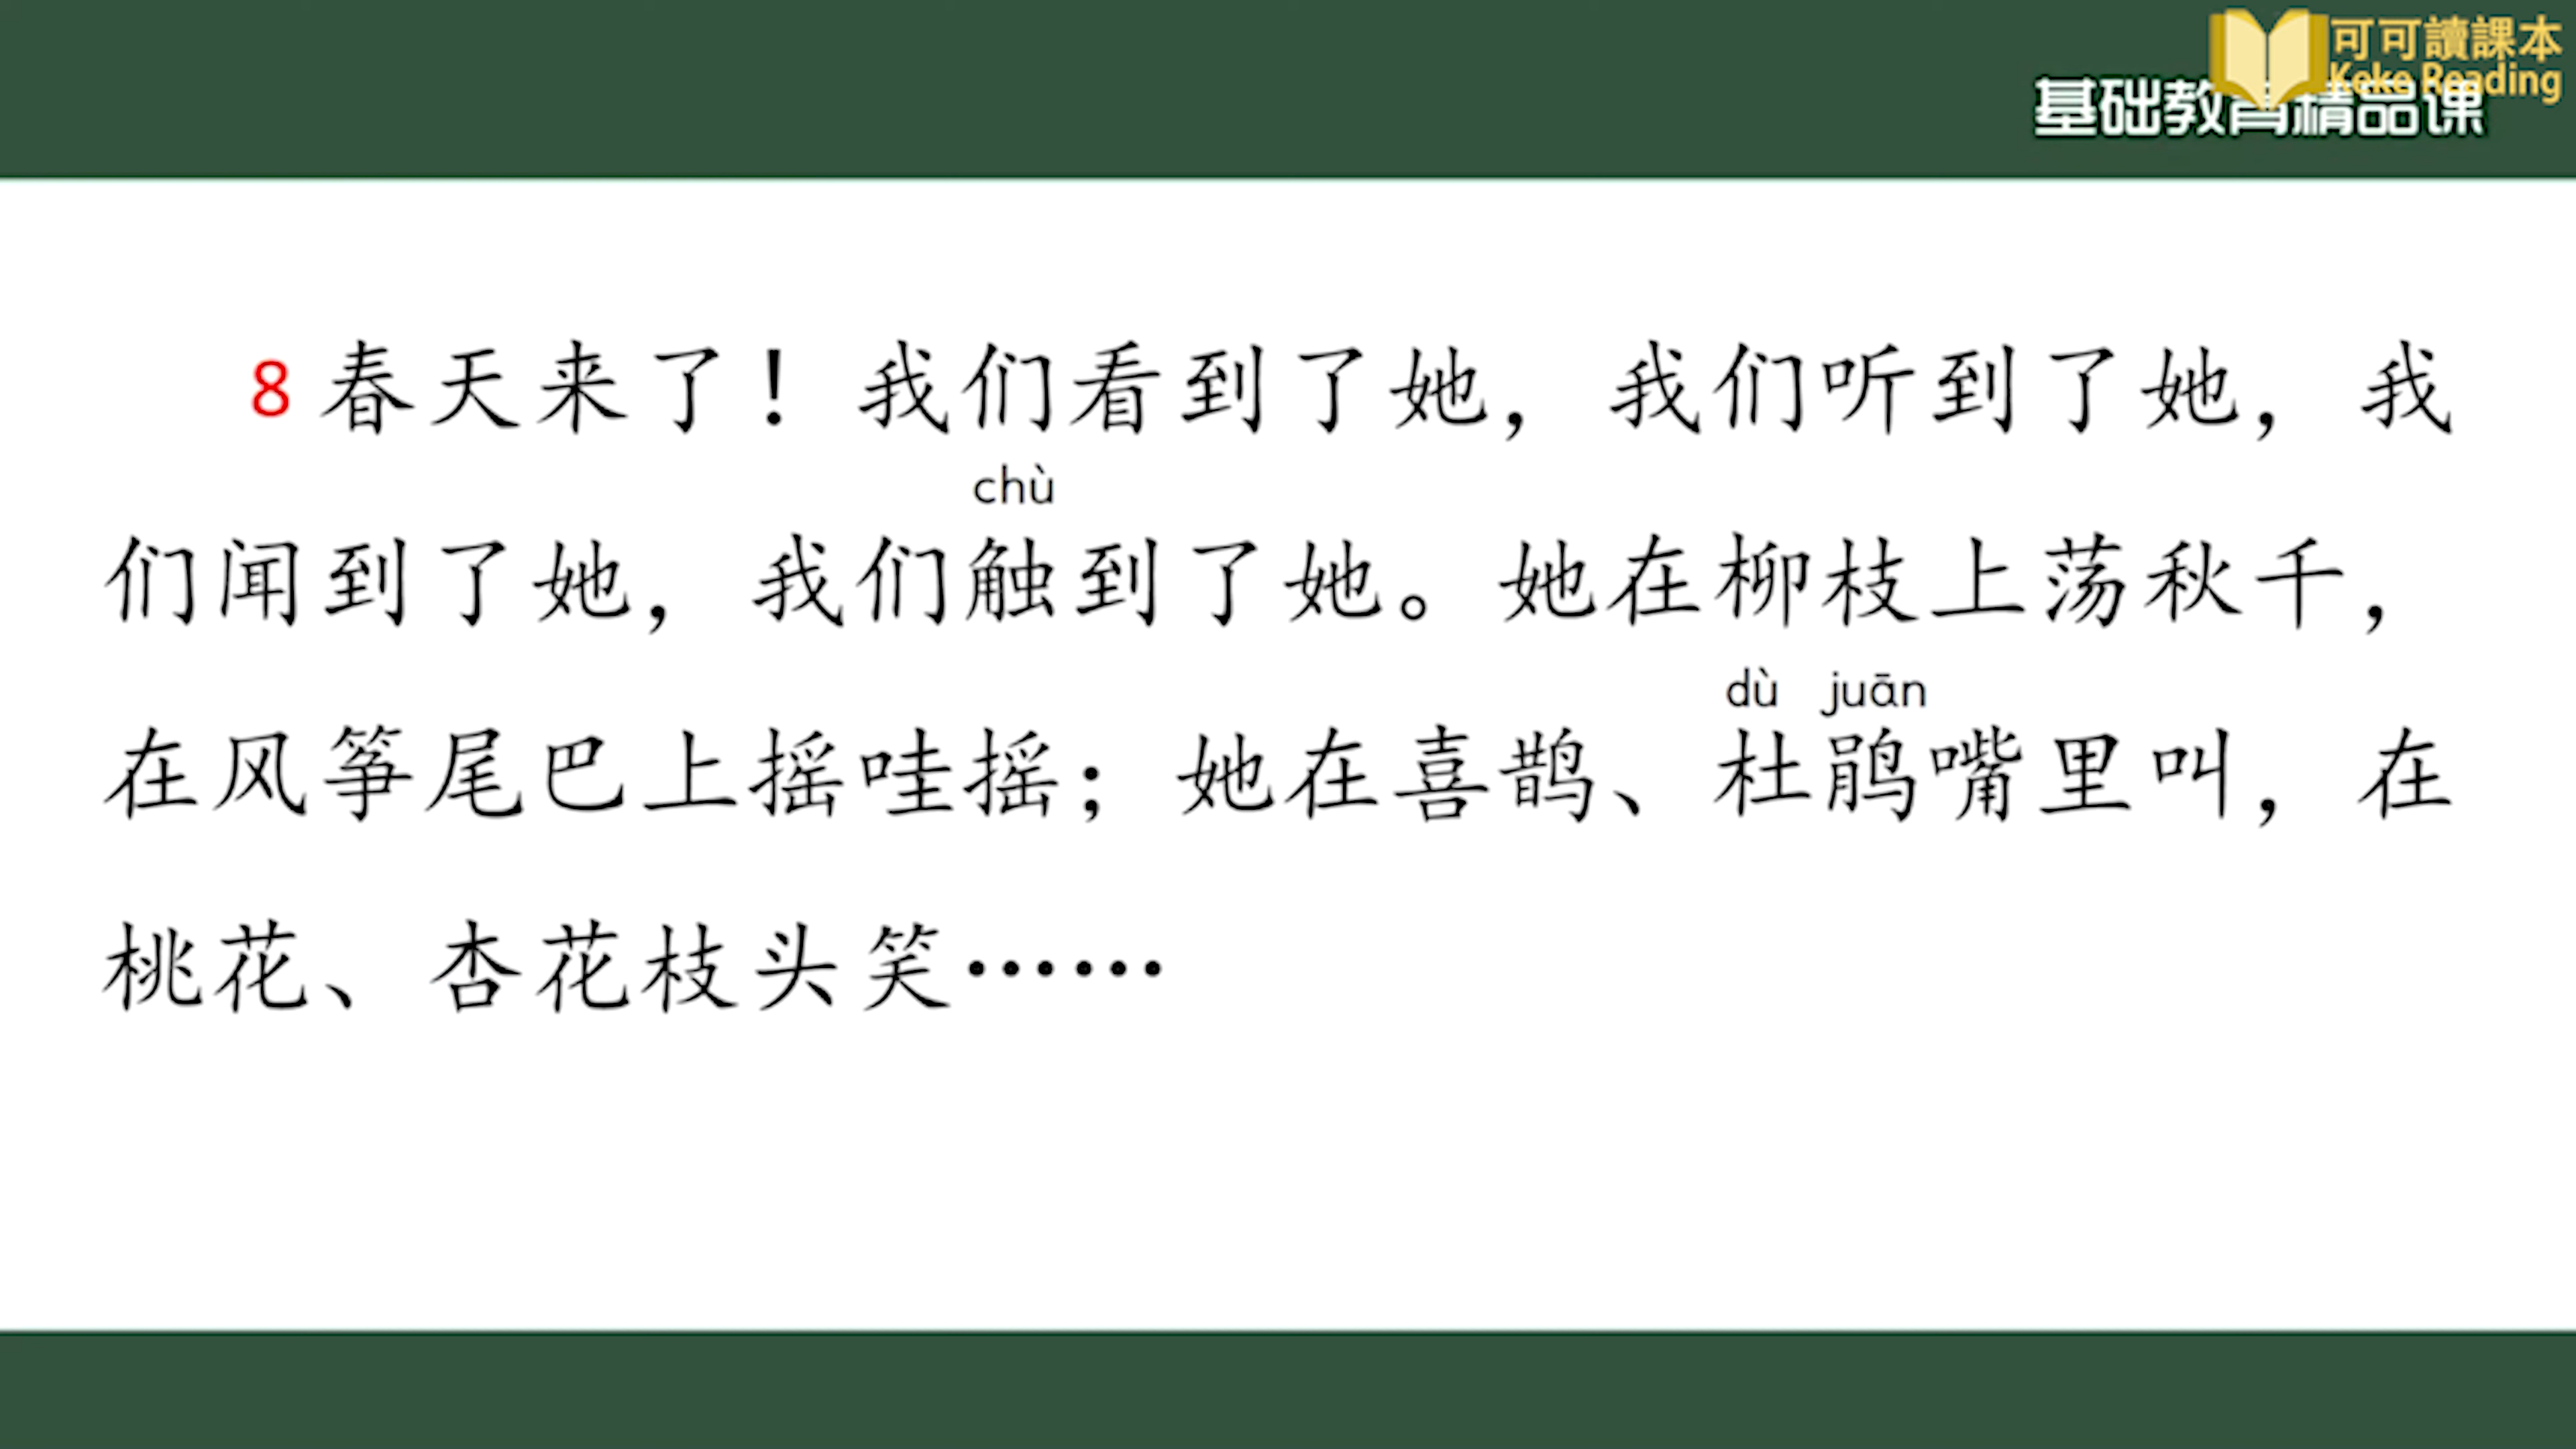 可可讀課本
Keke Reading
基础教育精品课
8 春天来了！我们看到了她，我们听到了她，我
chù
们闻到了她，我们触到了她。她在柳枝上荡秋千，
dù juān
在风筝尾巴上摇哇摇；她在喜鹊、杜鹃嘴里叫，在
桃花、杏花枝头笑······